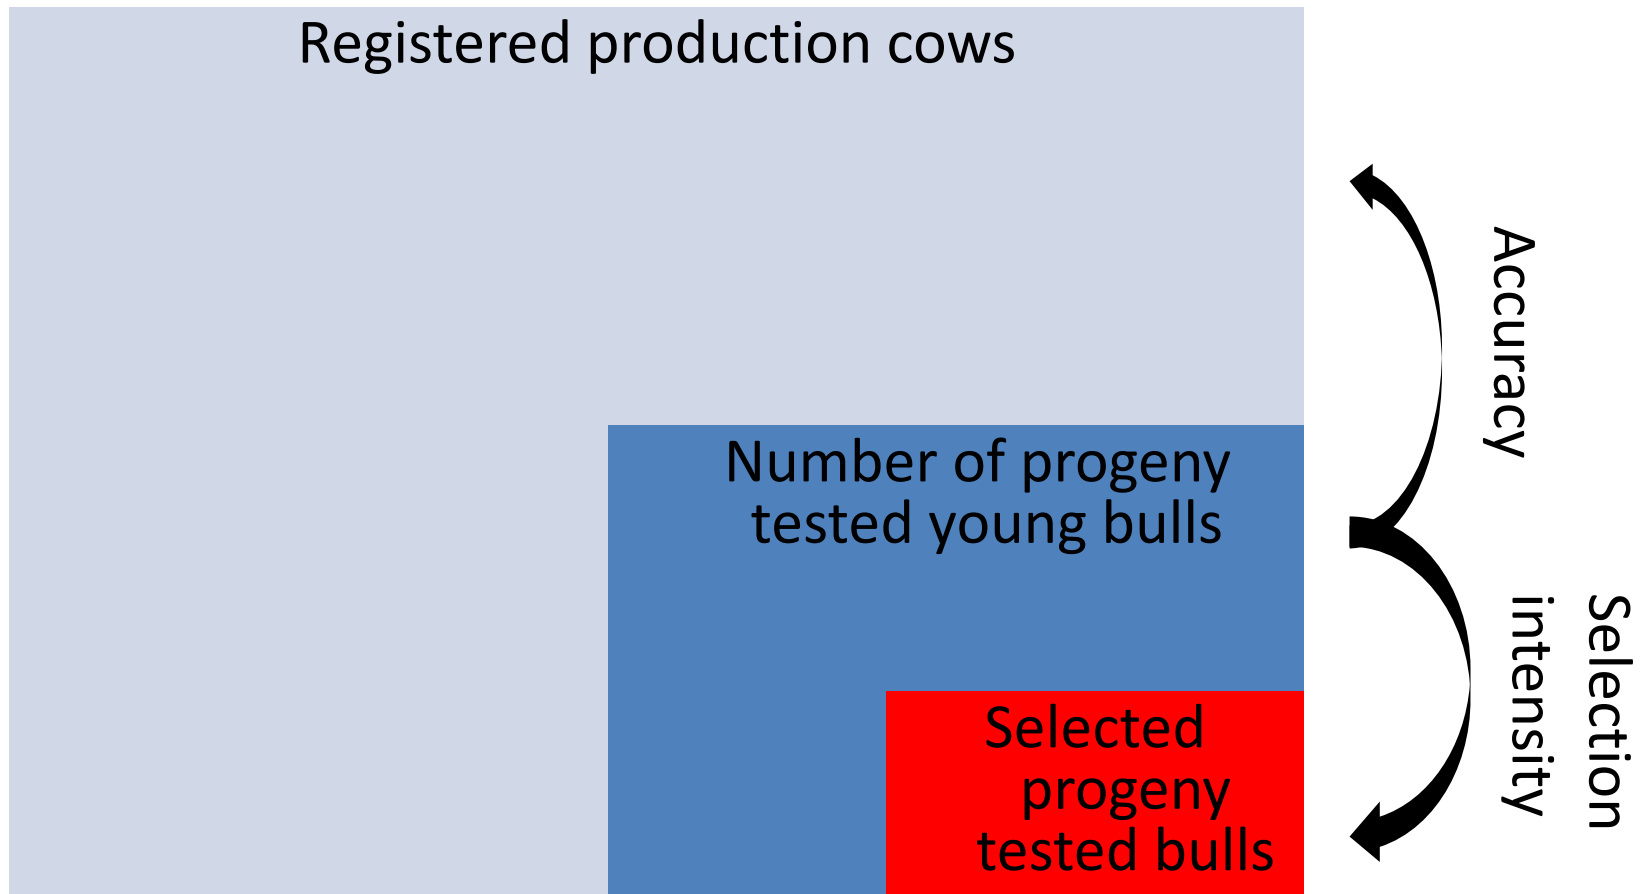 Registered production cows
Accuracy
Number of progeny
tested young bulls
Selection
intensity
Selected
progeny
tested bulls